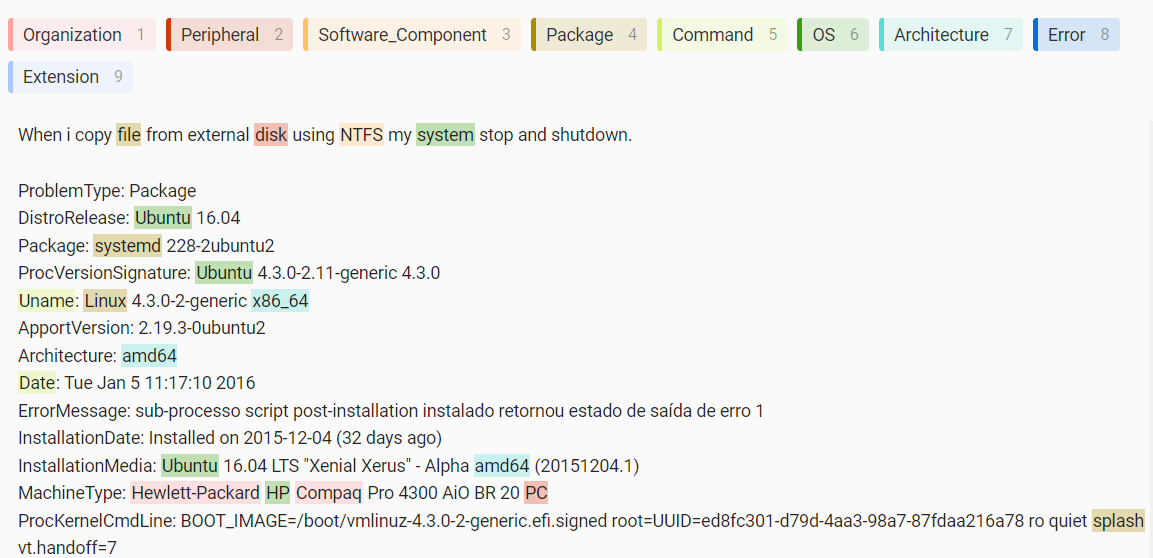 Organization 1 Peripheral 2 Software_Component 3 Package 4 Command 5 OS 6 Architecture 7 Error 8
Extension 9
When i copy file from external disk using NTFS my system stop and shutdown.
ProblemType: Package
DistroRelease: Ubuntu 16.04
Package: systemd 228-2ubuntu2
ProcVersionSignature: Ubuntu 4.3.0-2.11-generic 4.3.0
Uname: Linux 4.3.0-2-generic x86_64
ApportVersion: 2.19.3-0ubuntu2
Architecture: amd64
Date: Tue Jan 5 11:17:10 2016
ErrorMessage: sub-processo script post-installation instalado retornou estado de saída de erro 1
InstallationDate: Installed on 2015-12-04 (32 days ago)
InstallationMedia: Ubuntu 16.04 LTS "Xenial Xerus" - Alpha amd64 (20151204.1)
MachineType: Hewlett-Packard HP Compaq Pro 4300 AiO BR 20 PC
ProcKernelCmdLine: BOOT_IMAGE=/boot/vmlinuz-4.3.0-2-generic.efi.signed root=UUID=ed8fc301-d79d-4aa3-98a7-87fdaa216a78 ro quiet splash
vt.handoff=7